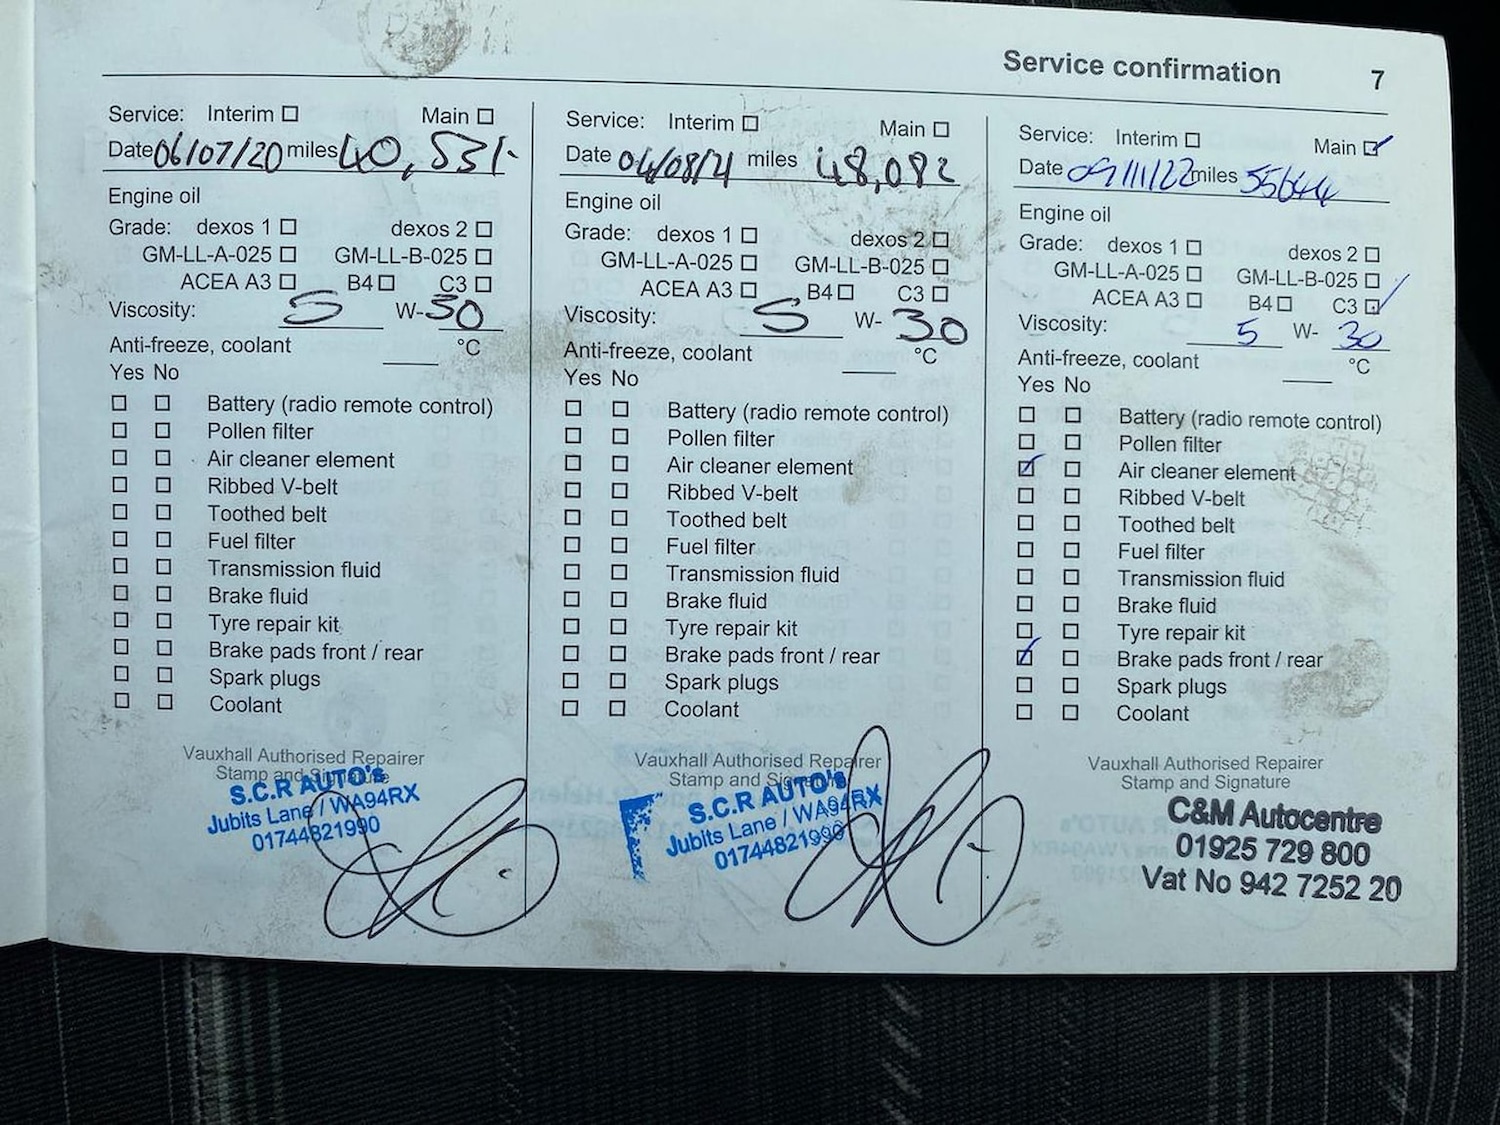 Service confirmation 7
Service: Interim ☐ Main ☐
Date 06/07/20 miles 40,531
Engine oil
Grade: dexos 1 ☐ dexos 2 ☐
GM-LL-A-025 ☐ GM-LL-B-025 ☐
ACEA A3 ☐ B4 ☐ C3 ☐
Viscosity: 5 W- 30
Anti-freeze, coolant ____ °C
Yes No
☐ ☐ Battery (radio remote control)
☐ ☐ Pollen filter
☐ ☐ Air cleaner element
☐ ☐ Ribbed V-belt
☐ ☐ Toothed belt
☐ ☐ Fuel filter
☐ ☐ Transmission fluid
☐ ☐ Brake fluid
☐ ☐ Tyre repair kit
☐ ☐ Brake pads front / rear
☐ ☐ Spark plugs
☐ ☐ Coolant
Vauxhall Authorised Repairer
Stamp and Signature
S.C.R AUTO's
Jubits Lane / WA94RX
01744821990
Service: Interim ☐ Main ☐
Date 04/08/21 miles 48,082
Engine oil
Grade: dexos 1 ☐ dexos 2 ☐
GM-LL-A-025 ☐ GM-LL-B-025 ☐
ACEA A3 ☐ B4 ☐ C3 ☐
Viscosity: 5 W- 30
Anti-freeze, coolant ____ °C
Yes No
☐ ☐ Battery (radio remote control)
☐ ☐ Pollen filter
☐ ☐ Air cleaner element
☐ ☐ Ribbed V-belt
☐ ☐ Toothed belt
☐ ☐ Fuel filter
☐ ☐ Transmission fluid
☐ ☐ Brake fluid
☐ ☐ Tyre repair kit
☐ ☐ Brake pads front / rear
☐ ☐ Spark plugs
☐ ☐ Coolant
Vauxhall Authorised Repairer
Stamp and Signature
S.C.R AUTO's
Jubits Lane / WA94RX
01744821990
Service: Interim ☐ Main ☑
Date 09/11/22 miles 55644
Engine oil
Grade: dexos 1 ☐ dexos 2 ☐
GM-LL-A-025 ☐ GM-LL-B-025 ☐
ACEA A3 ☐ B4 ☐ C3 ☑
Viscosity: 5 W- 30
Anti-freeze, coolant ____ °C
Yes No
☐ ☐ Battery (radio remote control)
☐ ☐ Pollen filter
☑ ☐ Air cleaner element
☐ ☐ Ribbed V-belt
☐ ☐ Toothed belt
☐ ☐ Fuel filter
☐ ☐ Transmission fluid
☐ ☐ Brake fluid
☐ ☐ Tyre repair kit
☑ ☐ Brake pads front / rear
☐ ☐ Spark plugs
☐ ☐ Coolant
Vauxhall Authorised Repairer
Stamp and Signature
C&M Autocentre
01925 729 800
Vat No 942 7252 20